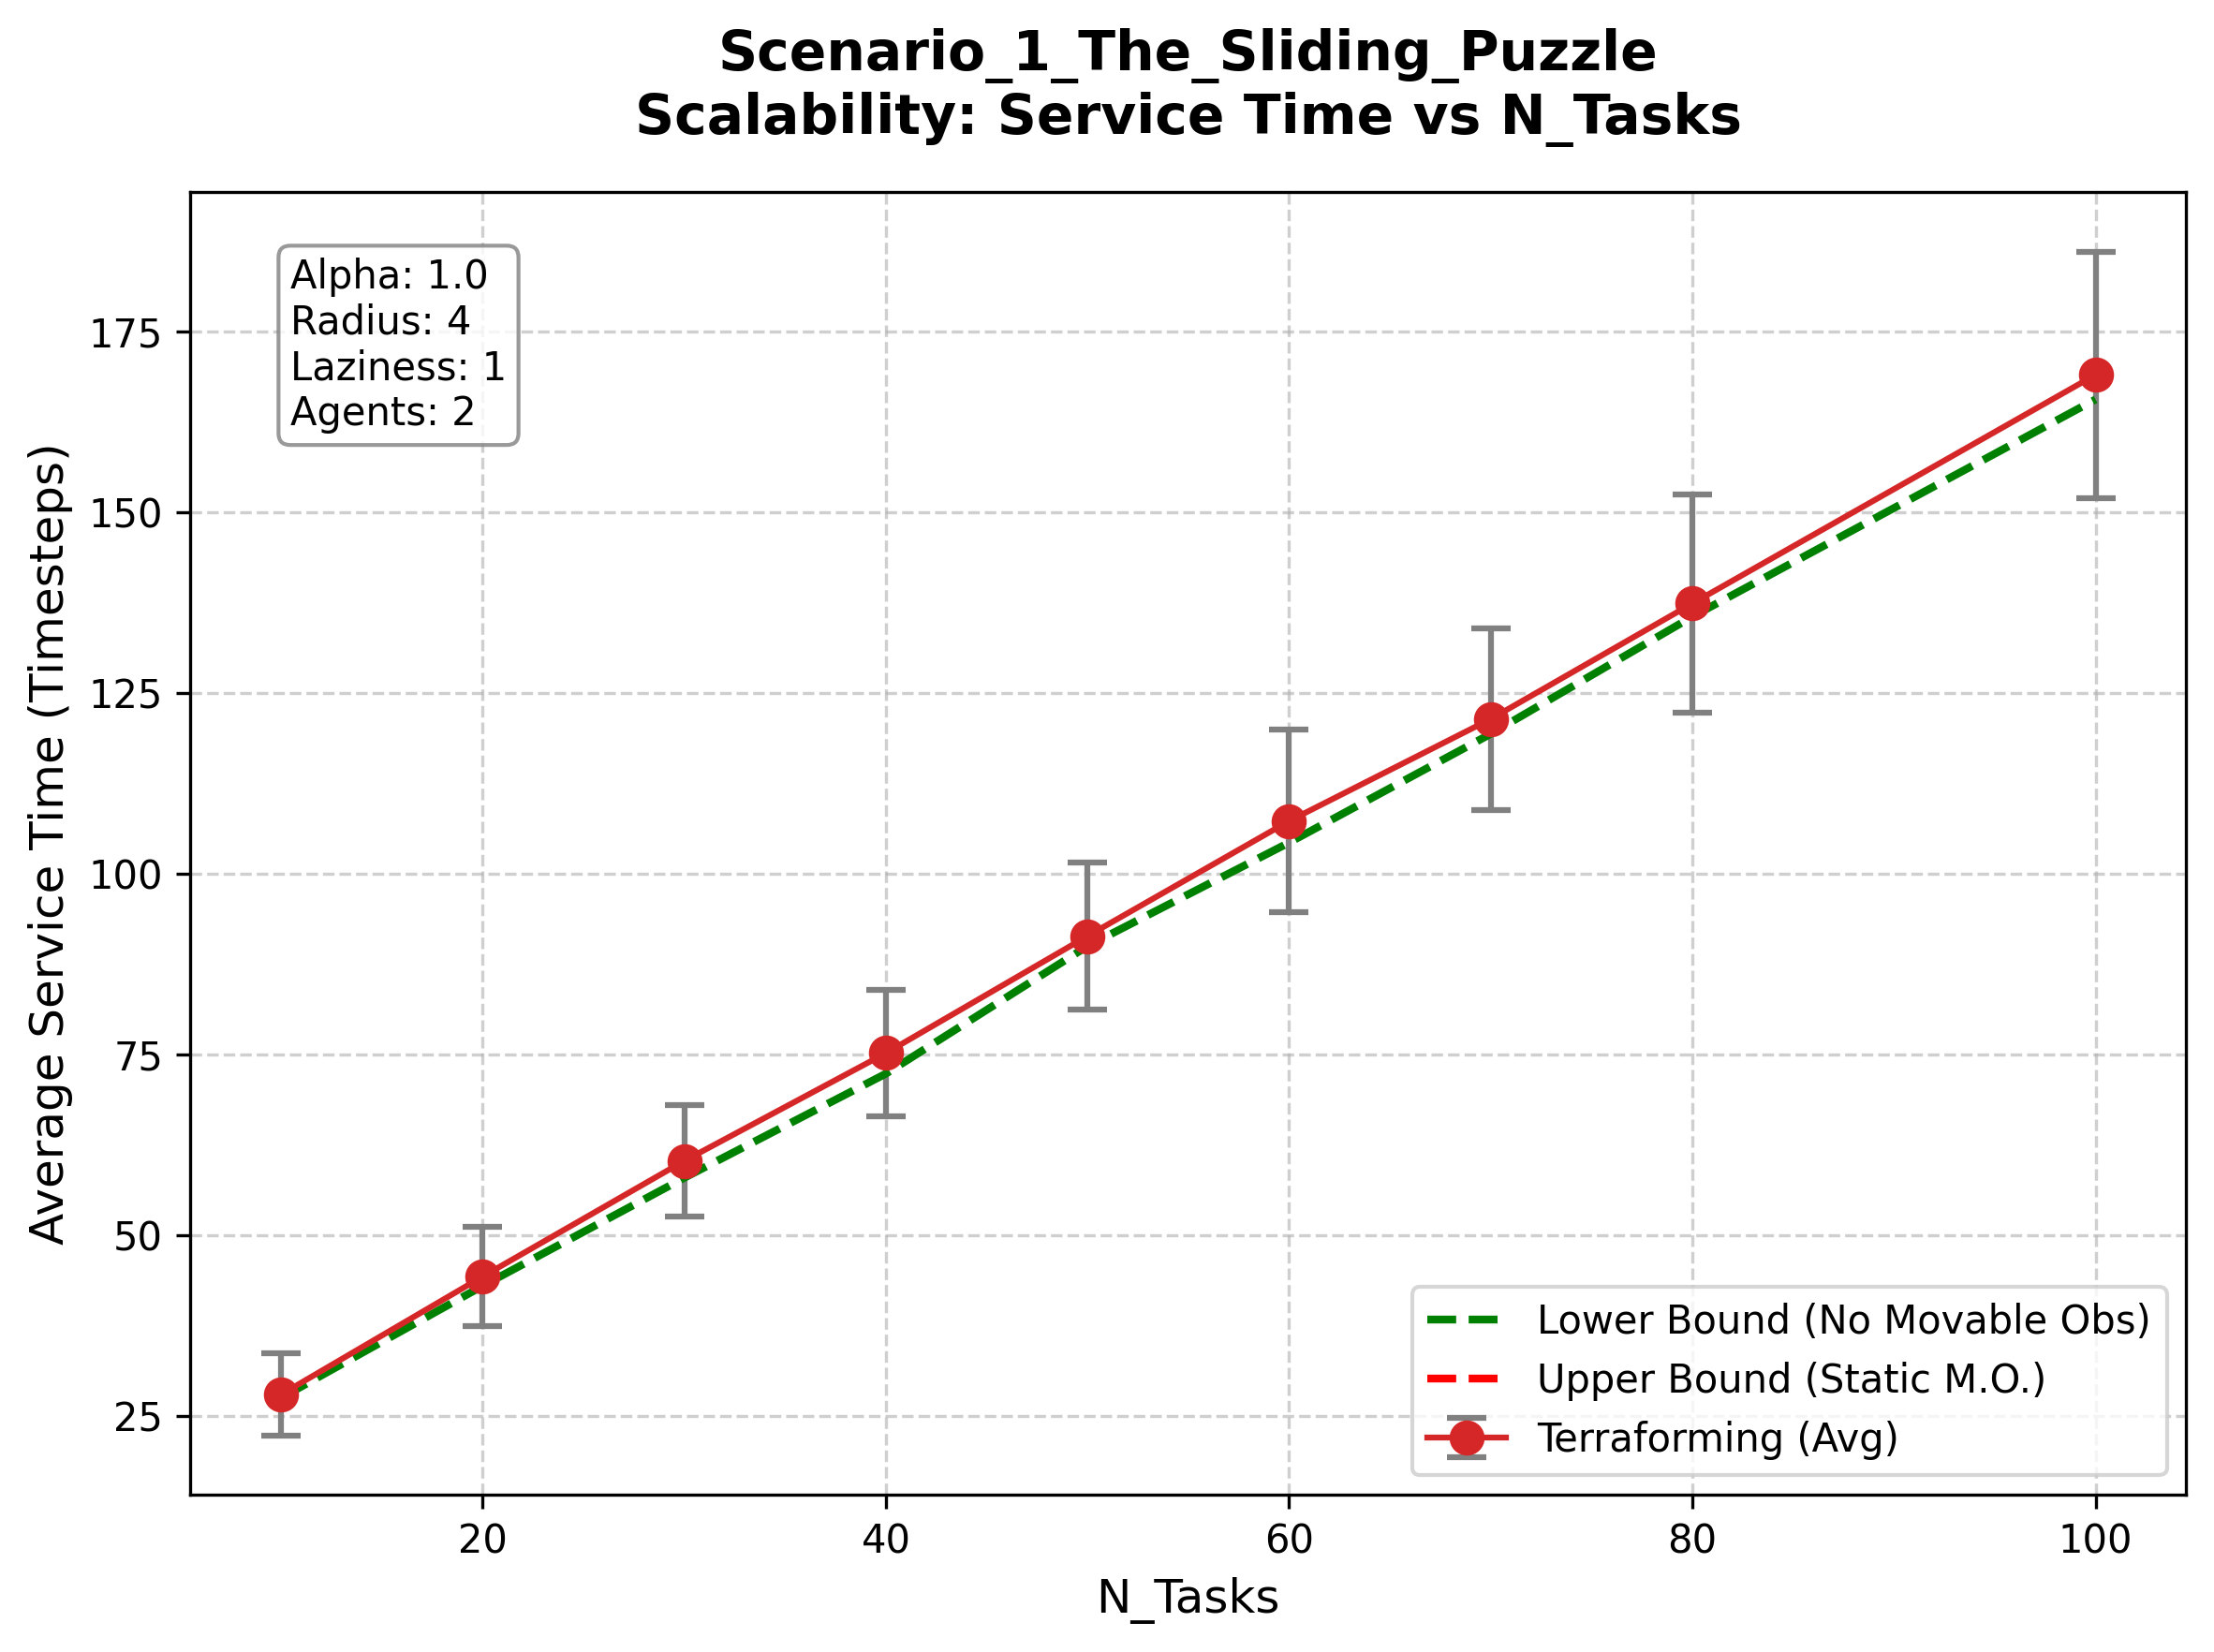 Scenario_1_The_Sliding_Puzzle
Scalability: Service Time vs N_Tasks
Alpha: 1.0
Radius: 4
Laziness: 1
Agents: 2
Average Service Time (Timesteps)
175
150
125
100
75
50
25
Lower Bound (No Movable Obs)
Upper Bound (Static M.O.)
Terraforming (Avg)
20 40 60 80 100
N_Tasks